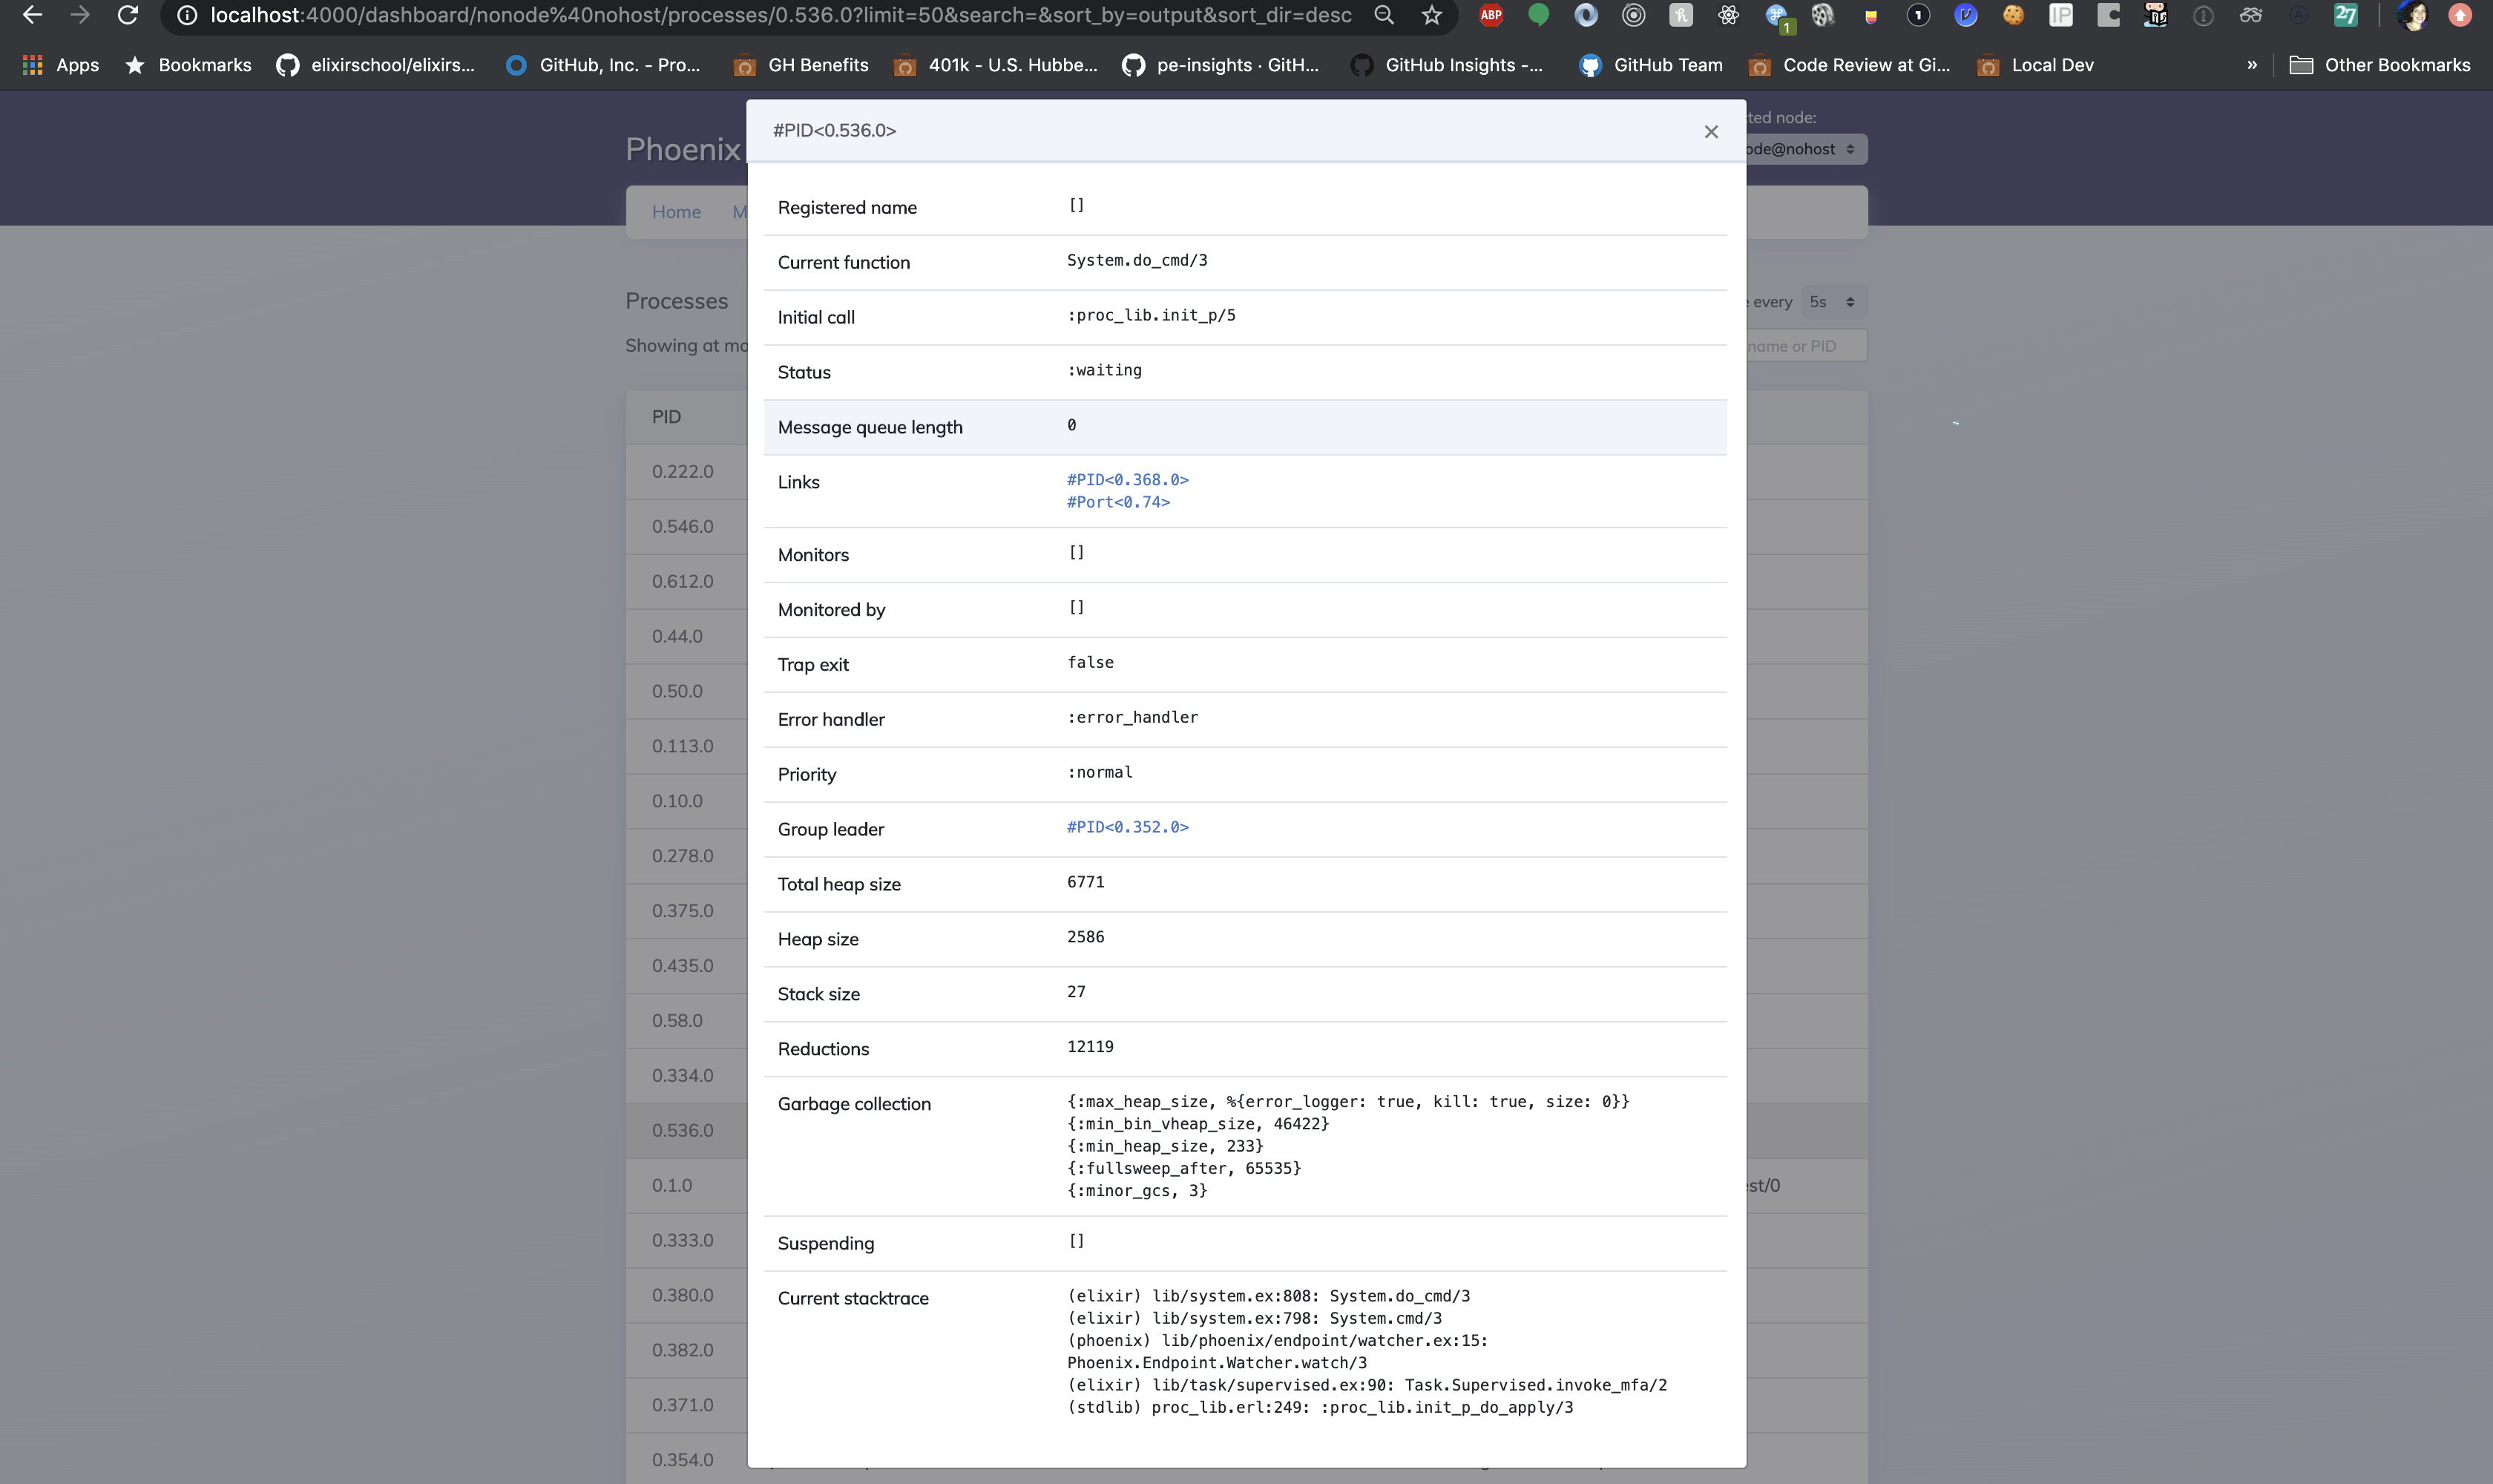 localhost:4000/dashboard/nonode%40nohost/processes/0.536.0?limit=50&search=&sort_by=output&sort_dir=desc
ABP
1
27
Apps
Bookmarks
elixirschool/elixirs...
GitHub, Inc. - Pro...
GH Benefits
401k - U.S. Hubbe...
pe-insights · GitH...
GitHub Insights -...
GitHub Team
Code Review at Gi...
Local Dev
»
Other Bookmarks
Phoenix
ted node:
ode@nohost
Home M
Processes
every 5s
Showing at mo
name or PID
PID
0.222.0
0.546.0
0.612.0
0.44.0
0.50.0
0.113.0
0.10.0
0.278.0
0.375.0
0.435.0
0.58.0
0.334.0
0.536.0
0.1.0
est/0
0.333.0
0.380.0
0.382.0
0.371.0
0.354.0
#PID<0.536.0> ×
Registered name []
Current function System.do_cmd/3
Initial call :proc_lib.init_p/5
Status :waiting
Message queue length 0
Links #PID<0.368.0>
#Port<0.74>
Monitors []
Monitored by []
Trap exit false
Error handler :error_handler
Priority :normal
Group leader #PID<0.352.0>
Total heap size 6771
Heap size 2586
Stack size 27
Reductions 12119
Garbage collection {:max_heap_size, %{error_logger: true, kill: true, size: 0}}
{:min_bin_vheap_size, 46422}
{:min_heap_size, 233}
{:fullsweep_after, 65535}
{:minor_gcs, 3}
Suspending []
Current stacktrace (elixir) lib/system.ex:808: System.do_cmd/3
(elixir) lib/system.ex:798: System.cmd/3
(phoenix) lib/phoenix/endpoint/watcher.ex:15:
Phoenix.Endpoint.Watcher.watch/3
(elixir) lib/task/supervised.ex:90: Task.Supervised.invoke_mfa/2
(stdlib) proc_lib.erl:249: :proc_lib.init_p_do_apply/3